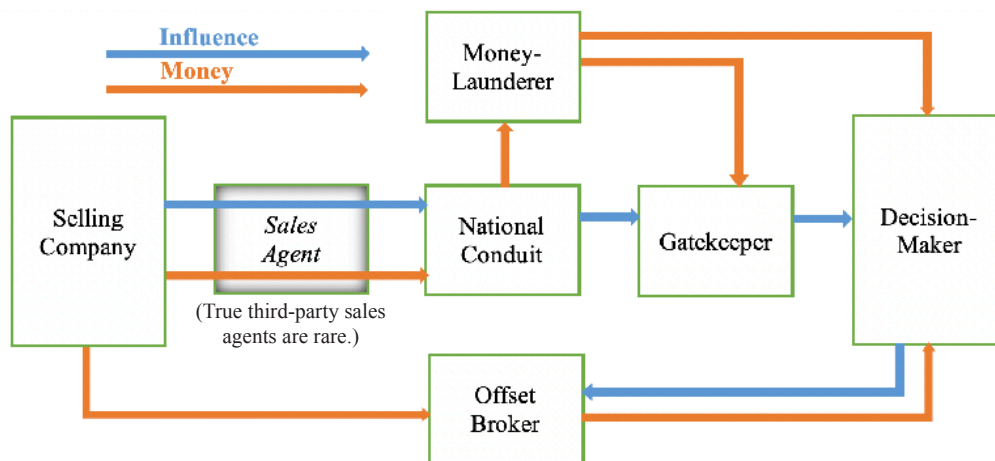 Influence
Money
Money-
Launderer
Selling
Company
Sales
Agent
(True third-party sales
agents are rare.)
National
Conduit
Gatekeeper
Decision-
Maker
Offset
Broker